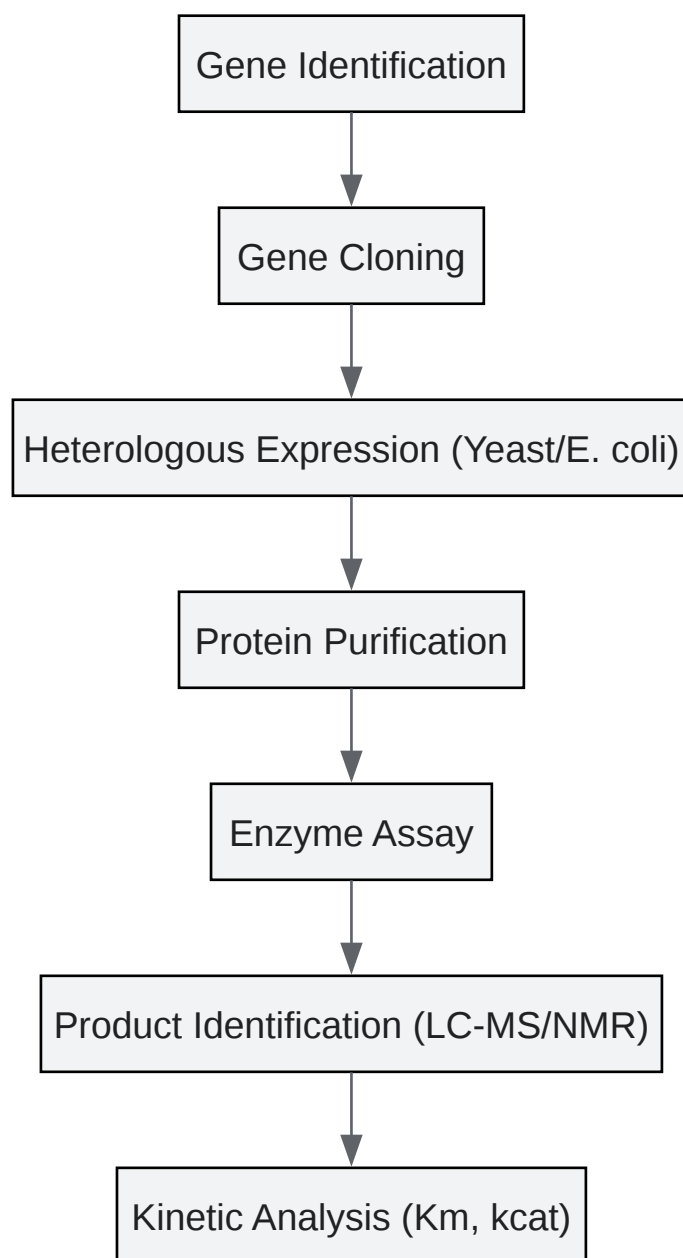 Gene Identification
Gene Cloning
Heterologous Expression (Yeast/E. coli)
Protein Purification
Enzyme Assay
Product Identification (LC-MS/NMR)
Kinetic Analysis (Km, kcat)